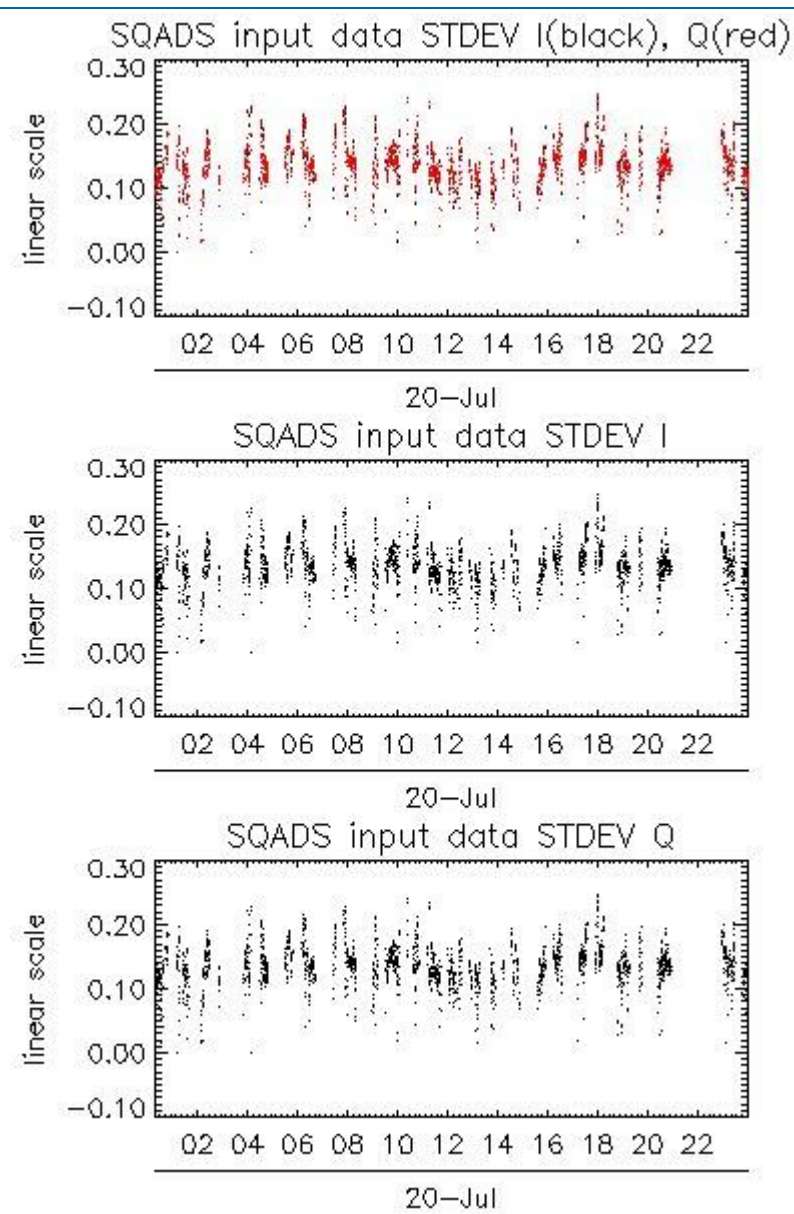 SQADS input data STDEV I(black), Q(red)
0.30
0.20
0.10
0.00
−0.10
linear scale
02 04 06 08 10 12 14 16 18 20 22
20−Jul
SQADS input data STDEV I
0.30
0.20
0.10
0.00
−0.10
linear scale
02 04 06 08 10 12 14 16 18 20 22
20−Jul
SQADS input data STDEV Q
0.30
0.20
0.10
0.00
−0.10
linear scale
02 04 06 08 10 12 14 16 18 20 22
20−Jul